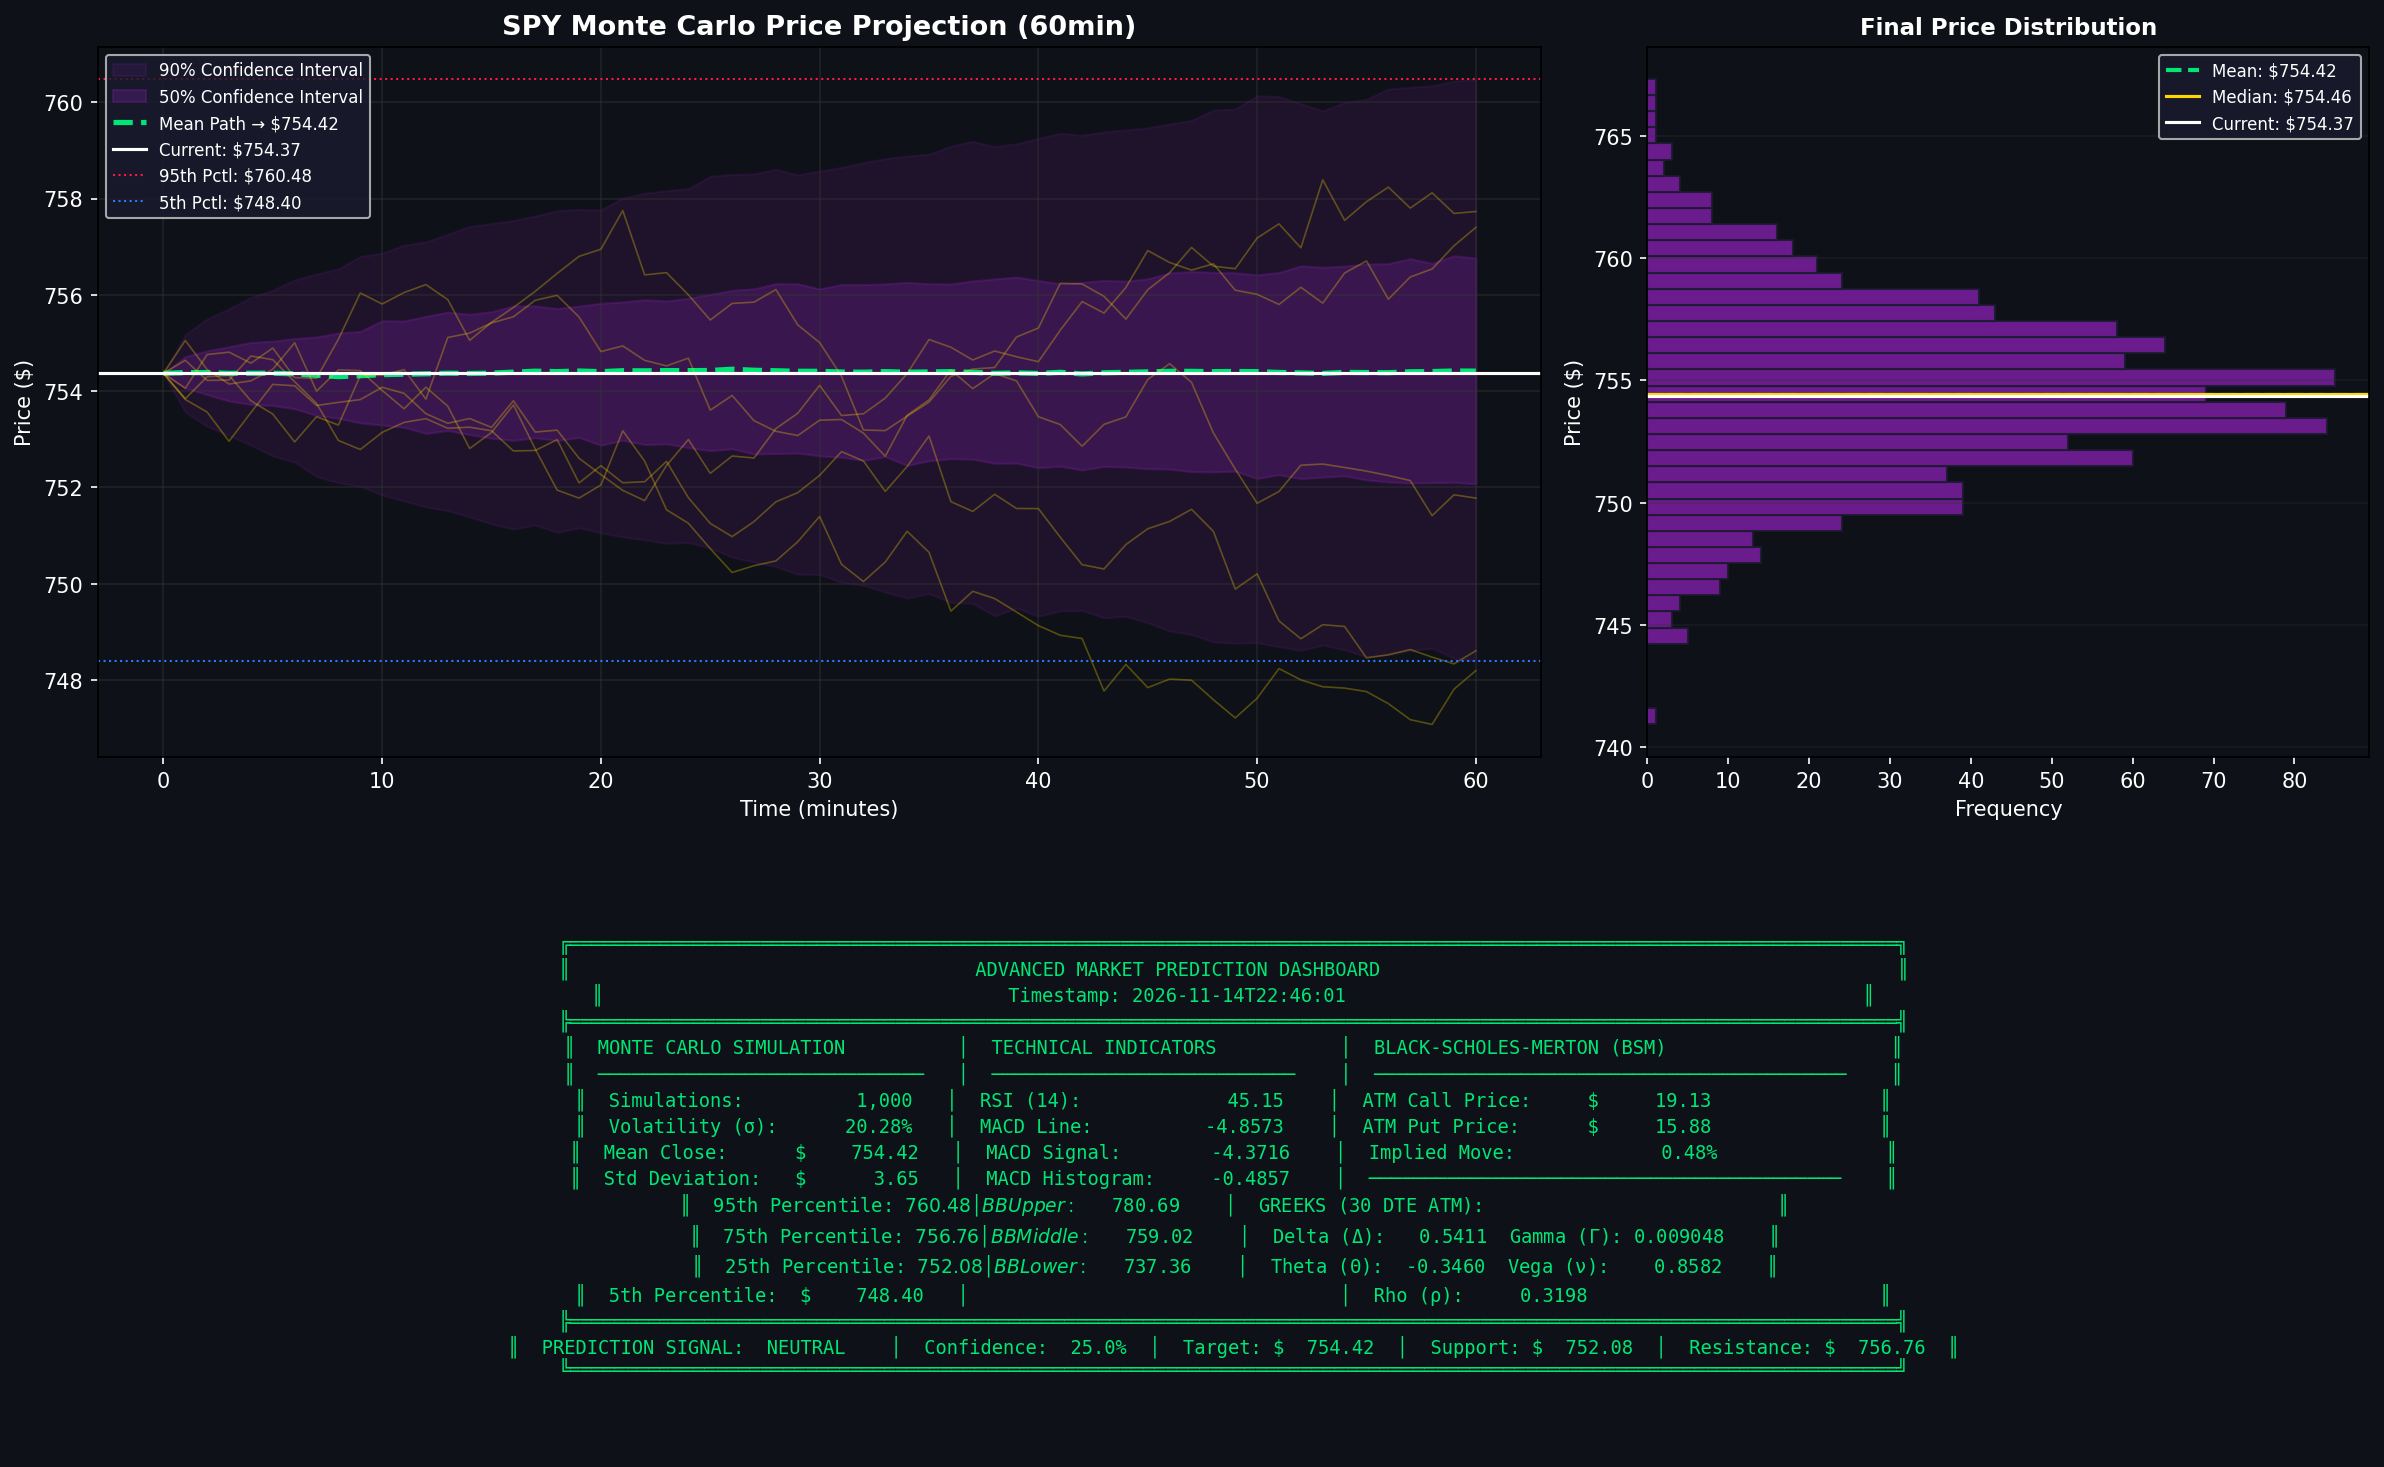 SPY Monte Carlo Price Projection (60min)
90% Confidence Interval
50% Confidence Interval
Mean Path → $754.42
Current: $754.37
95th Pctl: $760.48
5th Pctl: $748.40
760
758
756
754
752
750
748
Price ($)
0 10 20 30 40 50 60
Time (minutes)
Final Price Distribution
Mean: $754.42
Median: $754.46
Current: $754.37
765
760
755
750
745
740
Price ($)
0 10 20 30 40 50 60 70 80
Frequency
ADVANCED MARKET PREDICTION DASHBOARD
Timestamp: 2026-11-14T22:46:01
MONTE CARLO SIMULATION │ TECHNICAL INDICATORS │ BLACK-SCHOLES-MERTON (BSM)
Simulations: 1,000 │ RSI (14): 45.15 │ ATM Call Price: $ 19.13
Volatility (σ): 20.28% │ MACD Line: -4.8573 │ ATM Put Price: $ 15.88
Mean Close: $ 754.42 │ MACD Signal: -4.3716 │ Implied Move: 0.48%
Std Deviation: $ 3.65 │ MACD Histogram: -0.4857 │
95th Percentile: 760.48│BBUpper: 780.69 │ GREEKS (30 DTE ATM):
75th Percentile: 756.76│BBMiddle: 759.02 │ Delta (Δ): 0.5411 Gamma (Γ): 0.009048
25th Percentile: 752.08│BBLower: 737.36 │ Theta (Θ): -0.3460 Vega (ν): 0.8582
5th Percentile: $ 748.40 │ │ Rho (ρ): 0.3198
PREDICTION SIGNAL: NEUTRAL │ Confidence: 25.0% │ Target: $ 754.42 │ Support: $ 752.08 │ Resistance: $ 756.76